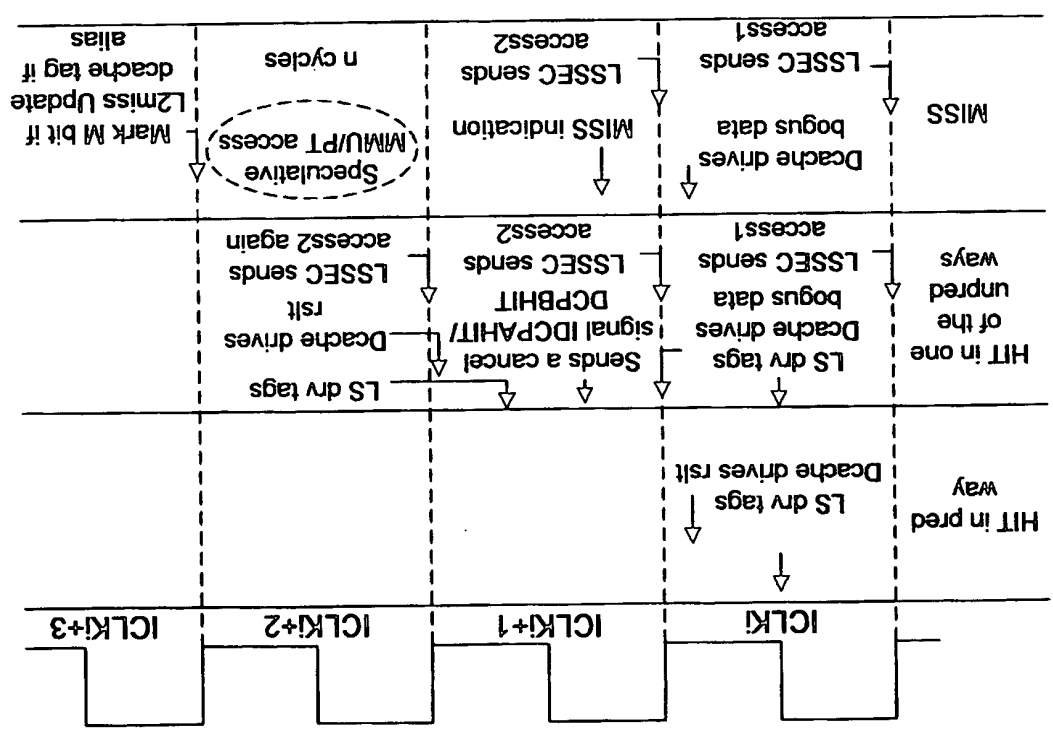 ICLKi
ICLKi+1
ICLKi+2
ICLKi+3
HIT in pred
way
LS drv tags
Dcache drives rslt
HIT in one
of the
unpred
ways
LS drv tags
Dcache drives
bogus data
LSSEC sends
access1
Sends a cancel
signal IDCPAHIT/
DCPBHIT
LSSEC sends
access2
LS drv tags
Dcache drives
rslt
LSSEC sends
access2 again
MISS
Dcache drives
bogus data
LSSEC sends
access1
MISS indication
LSSEC sends
access2
Speculative
MMU/PT access
n cycles
Mark M bit if
L2miss Update
dcache tag if
alias